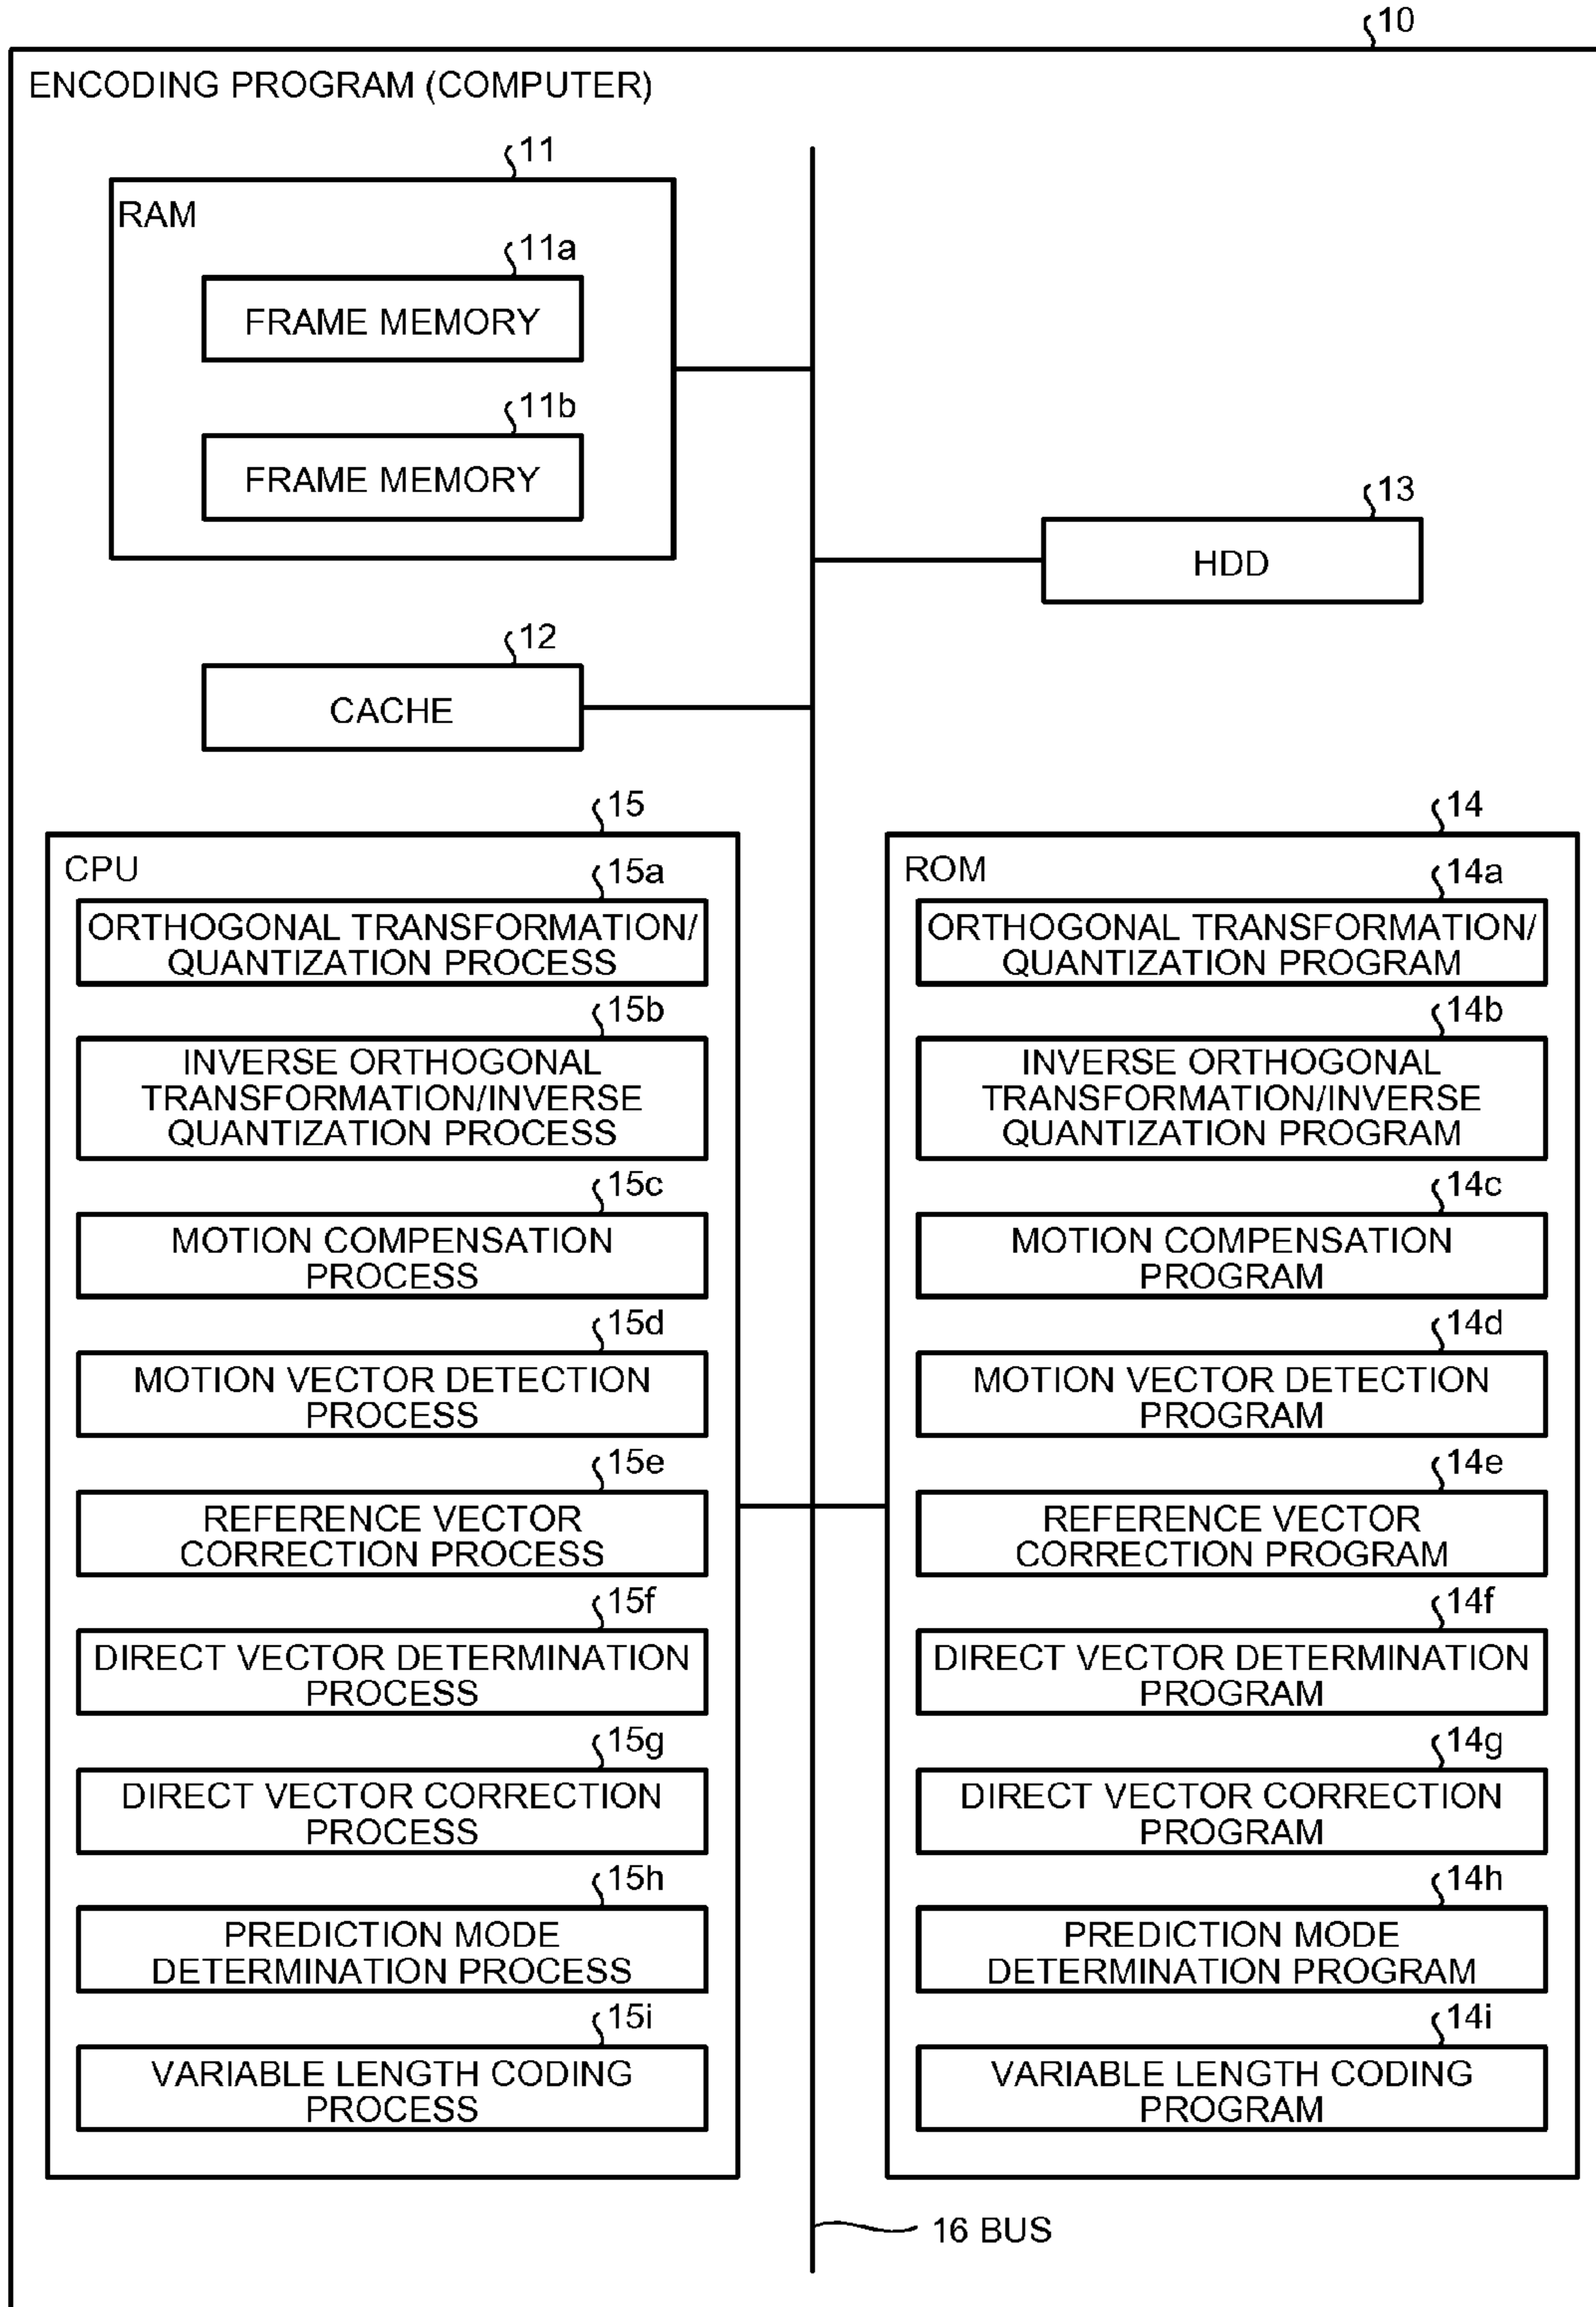 10
ENCODING PROGRAM (COMPUTER)
11
RAM
11a
FRAME MEMORY
11b
FRAME MEMORY
13
HDD
12
CACHE
15
CPU
15a
ORTHOGONAL TRANSFORMATION/
QUANTIZATION PROCESS
15b
INVERSE ORTHOGONAL
TRANSFORMATION/INVERSE
QUANTIZATION PROCESS
15c
MOTION COMPENSATION
PROCESS
15d
MOTION VECTOR DETECTION
PROCESS
15e
REFERENCE VECTOR
CORRECTION PROCESS
15f
DIRECT VECTOR DETERMINATION
PROCESS
15g
DIRECT VECTOR CORRECTION
PROCESS
15h
PREDICTION MODE
DETERMINATION PROCESS
15i
VARIABLE LENGTH CODING
PROCESS
14
ROM
14a
ORTHOGONAL TRANSFORMATION/
QUANTIZATION PROGRAM
14b
INVERSE ORTHOGONAL
TRANSFORMATION/INVERSE
QUANTIZATION PROGRAM
14c
MOTION COMPENSATION
PROGRAM
14d
MOTION VECTOR DETECTION
PROGRAM
14e
REFERENCE VECTOR
CORRECTION PROGRAM
14f
DIRECT VECTOR DETERMINATION
PROGRAM
14g
DIRECT VECTOR CORRECTION
PROGRAM
14h
PREDICTION MODE
DETERMINATION PROGRAM
14i
VARIABLE LENGTH CODING
PROGRAM
16 BUS